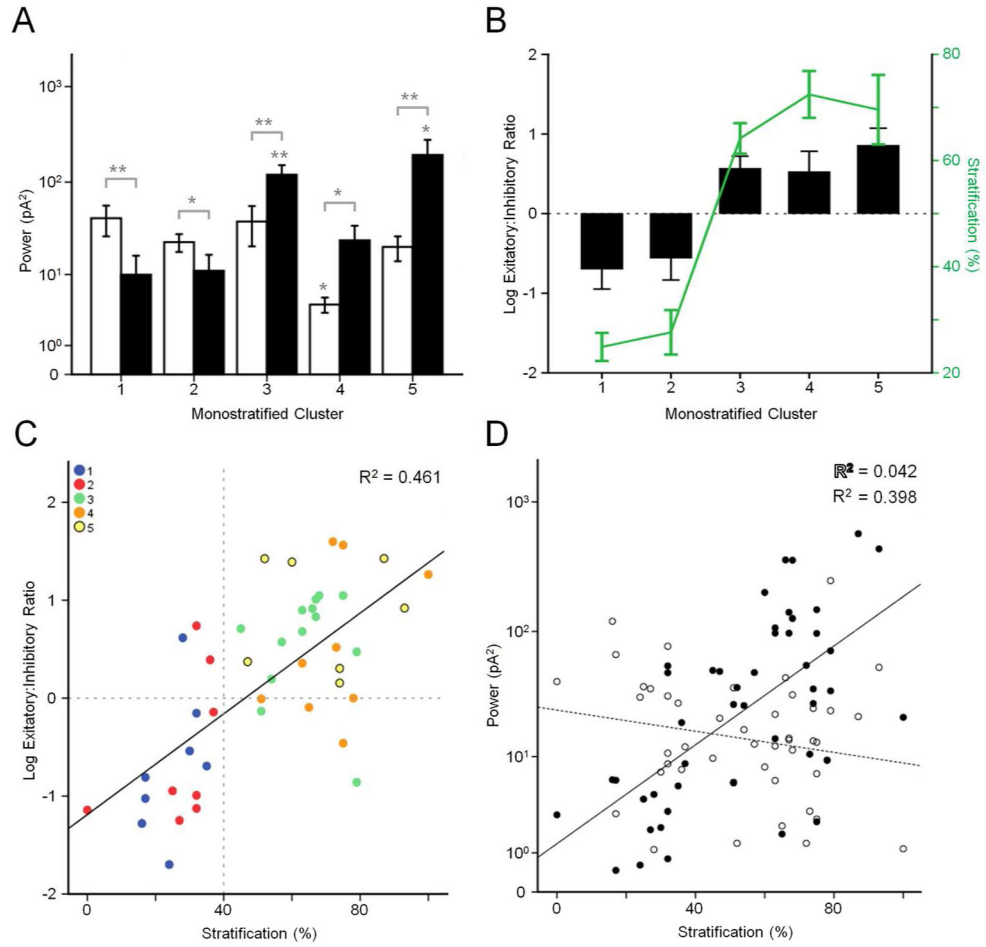 A
Power (pA²)
10³
10²
10¹
10⁰
0
**
*
**
**
*
*
**
*
1 2 3 4 5
Monostratified Cluster
B
Log Exitatory:Inhibitory Ratio
2
1
0
-1
-2
80
60
40
20
Stratification (%)
1 2 3 4 5
Monostratified Cluster
C
1
2
3
4
5
R² = 0.461
Log Exitatory:Inhibitory Ratio
2
1
0
-1
-2
0 40 80
Stratification (%)
D
R² = 0.042
R² = 0.398
Power (pA²)
10³
10²
10¹
10⁰
0
0 40 80
Stratification (%)